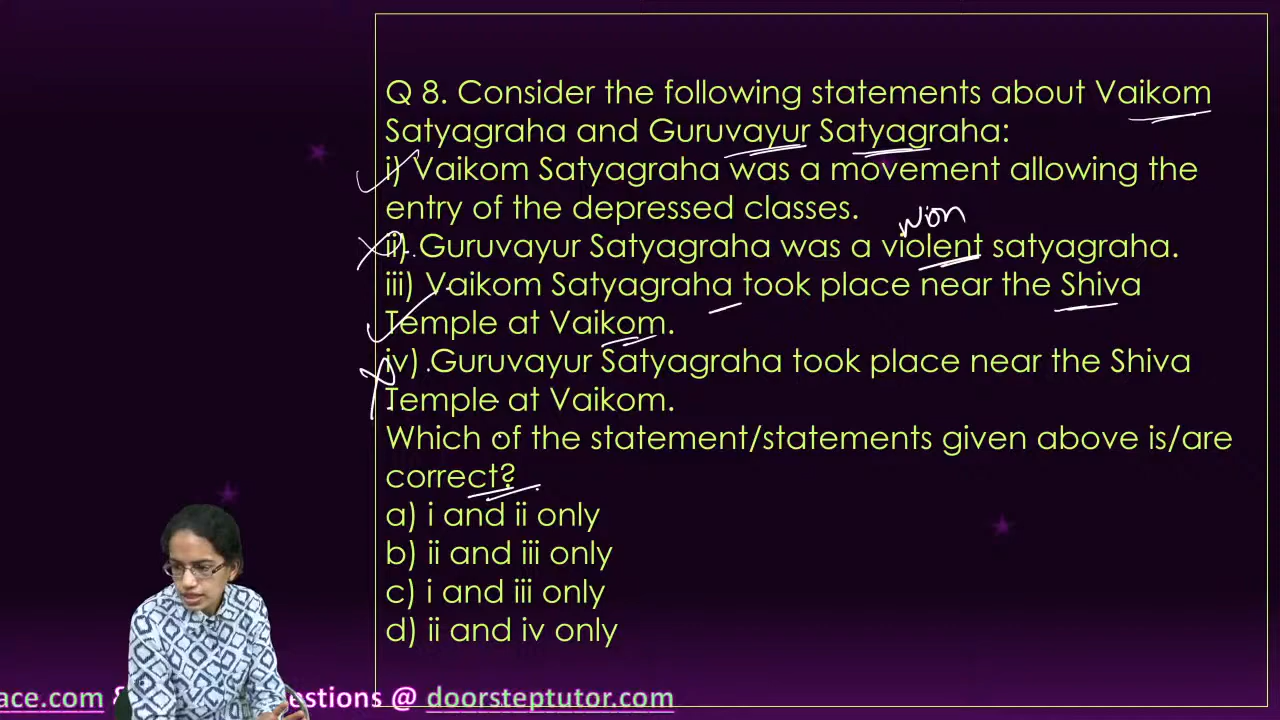 Q 8. Consider the following statements about Vaikom
Satyagraha and Guruvayur Satyagraha:
i) Vaikom Satyagraha was a movement allowing the
entry of the depressed classes.
Non
ii). Guruvayur Satyagraha was a violent satyagraha.
iii) Vaikom Satyagraha took place near the Shiva
Temple at Vaikom.
iv) Guruvayur Satyagraha took place near the Shiva
Temple at Vaikom.
Which of the statement/statements given above is/are
correct?
a) i and ii only
b) ii and iii only
c) i and iii only
d) ii and iv only
ace.com & estions @ doorsteptutor.com